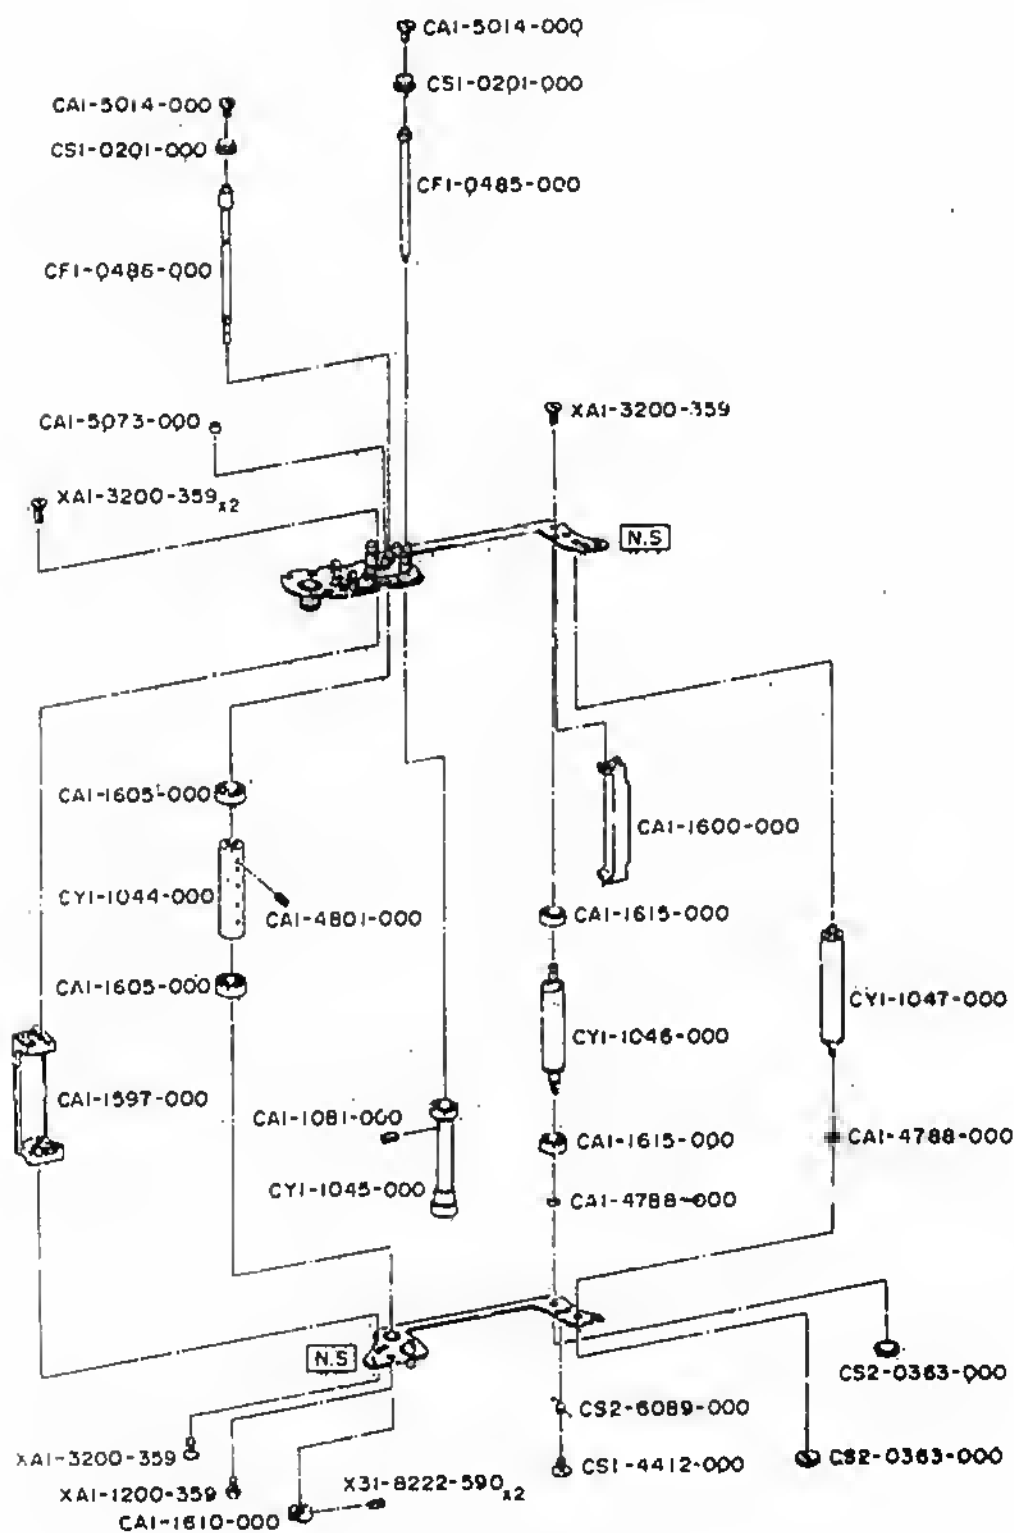 CA1-5014-000
CS1-0201-000
CA1-5014-000
CS1-0201-000
CF1-0485-000
CF1-0486-000
CA1-5073-000
XA1-3200-359
XA1-3200-359x2
N.S
CA1-1605-000
CA1-1600-000
CY1-1044-000
CA1-4801-000
CA1-1615-000
CA1-1605-000
CY1-1047-000
CY1-1046-000
CA1-1597-000
CA1-1081-000
CA1-1615-000
CA1-4788-000
CY1-1045-000
CA1-4788-000
N.S
CS2-0363-000
CS2-6089-000
XA1-3200-359
CS1-4412-000
CS2-0363-000
XA1-1200-359
X31-8222-590x2
CA1-1610-000